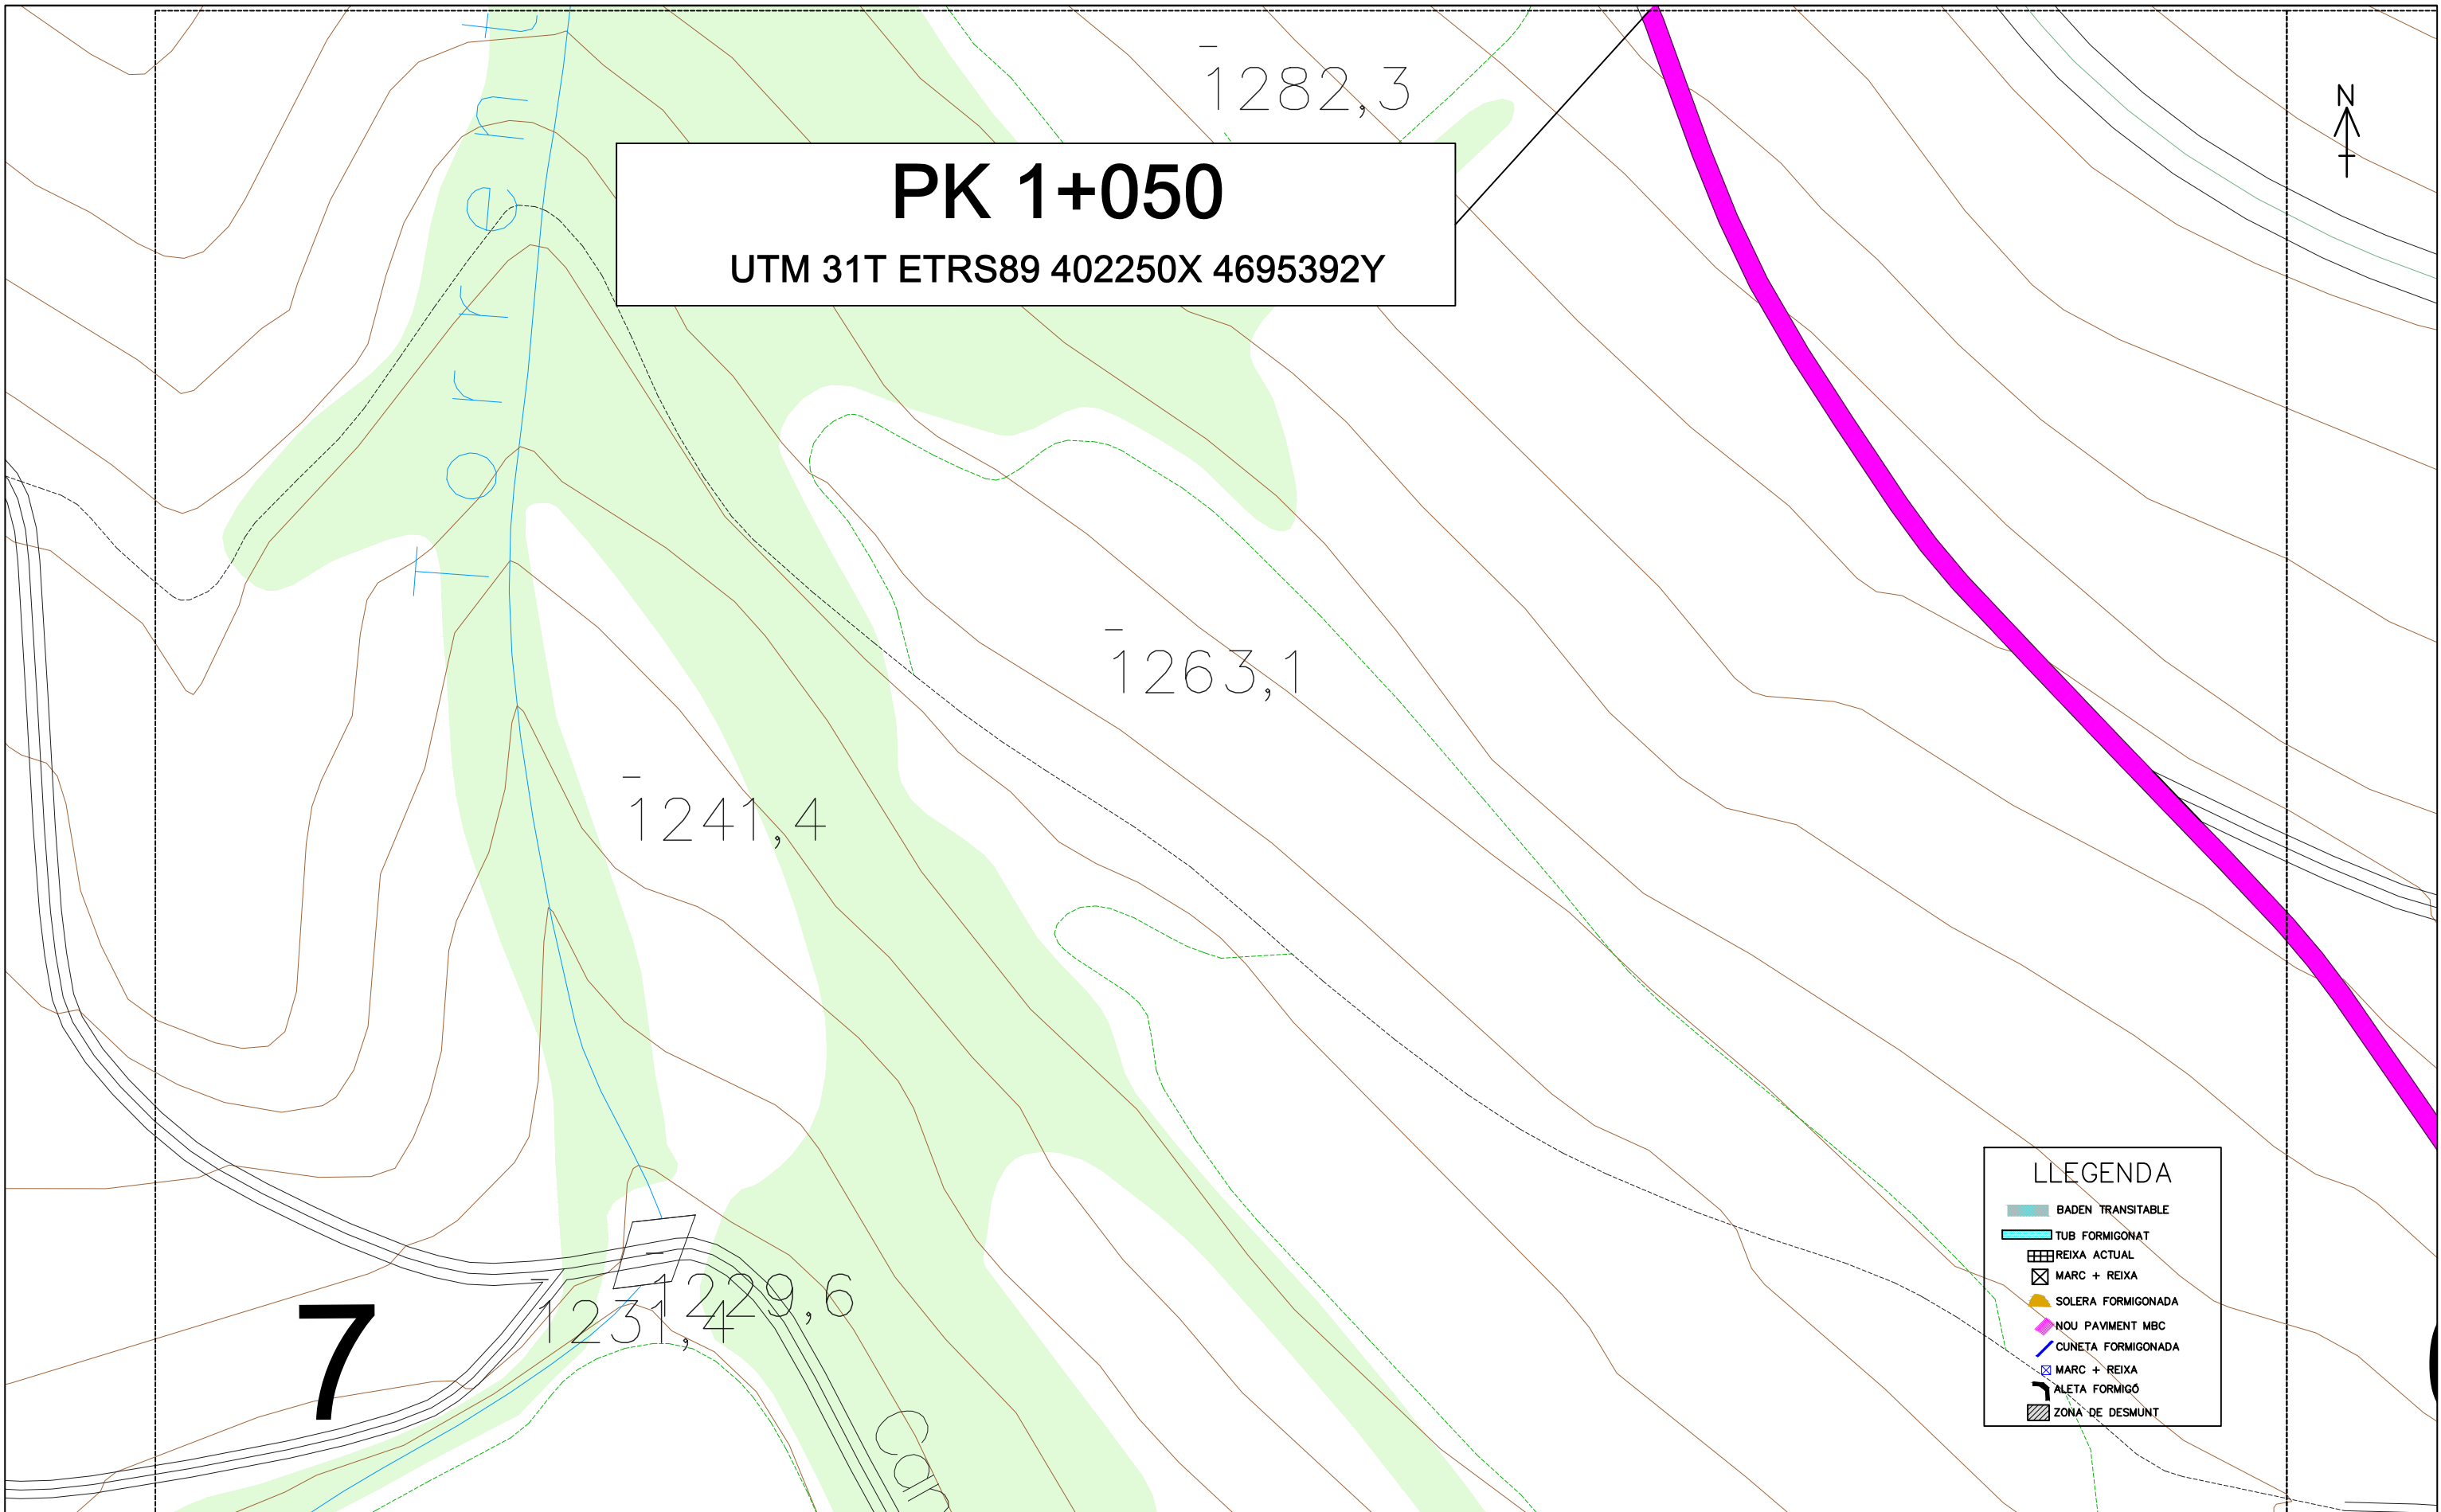 1282,3
N
PK 1+050
UTM 31T ETRS89 402250X 4695392Y
Torrent
1263,1
1241,4
1229,6
1231,4
7
LLEGENDA
BADEN TRANSITABLE
TUB FORMIGONAT
REIXA ACTUAL
MARC + REIXA
SOLERA FORMIGONADA
NOU PAVIMENT MBC
CUNETA FORMIGONADA
MARC + REIXA
ALETA FORMIGÓ
ZONA DE DESMUNT